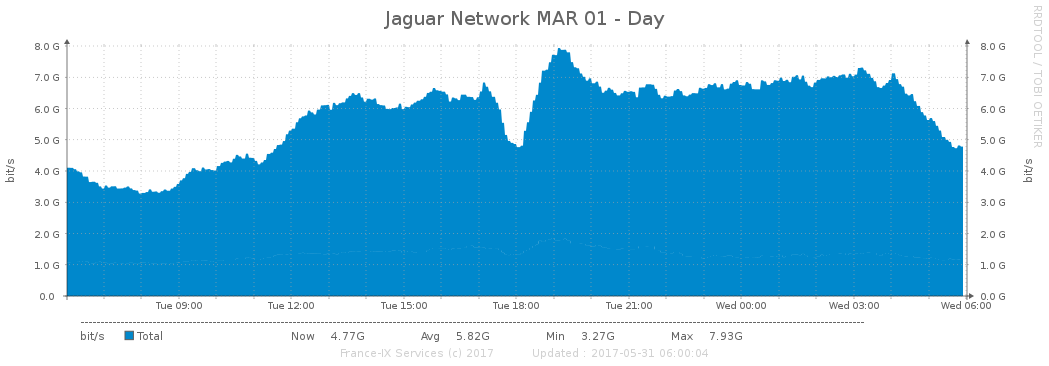 Jaguar Network MAR 01 - Day
RRDTOOL / TOBI OETIKER
8.0 G 8.0 G
7.0 G 7.0 G
6.0 G 6.0 G
5.0 G 5.0 G
4.0 G 4.0 G
3.0 G 3.0 G
2.0 G 2.0 G
1.0 G 1.0 G
0.0 0.0 G
bit/s bit/s
Tue 09:00 Tue 12:00 Tue 15:00 Tue 18:00 Tue 21:00 Wed 00:00 Wed 03:00 Wed 06:00
bit/s Total Now 4.77G Avg 5.82G Min 3.27G Max 7.93G
France-IX Services (c) 2017 Updated : 2017-05-31 06:00:04